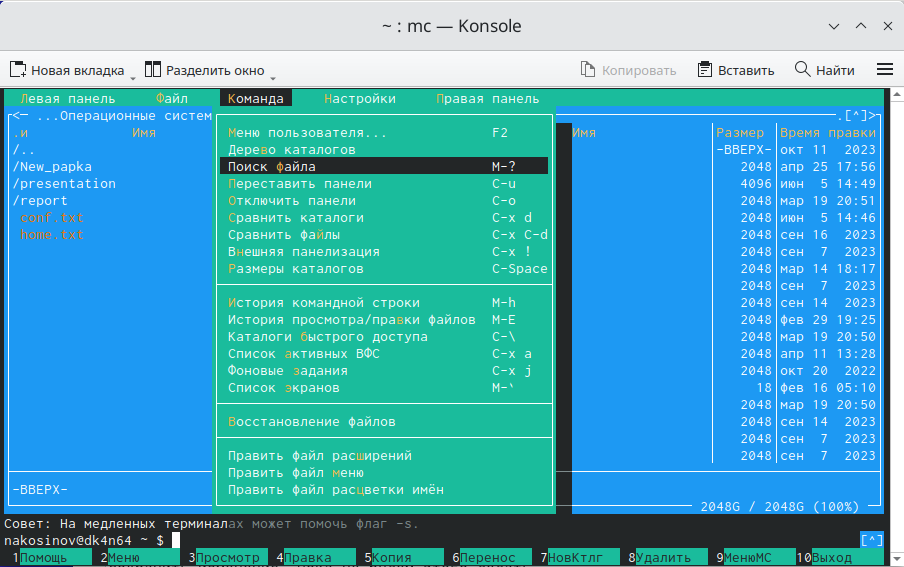 ~ : mc — Konsole
Новая вкладка Разделить окно Копировать Вставить Найти
Левая панель Файл Команда Настройки Правая панель
<— ...Операционные систем .[^]>
.и Имя Меню пользователя... F2 Имя Размер Время правки
/.. Дерево каталогов -ВВЕРХ- окт 11 2023
/New_papka Поиск файла M-? 2048 апр 25 17:56
/presentation Переставить панели C-u 4096 июн 5 14:49
/report Отключить панели C-o 2048 мар 19 20:51
conf.txt Сравнить каталоги C-x d 2048 июн 5 14:46
home.txt Сравнить файлы C-x C-d 2048 сен 16 2023
Внешняя панелизация C-x ! 2048 сен 7 2023
Размеры каталогов C-Space 2048 мар 14 18:17
2048 сен 7 2023
История командной строки M-h 2048 сен 14 2023
История просмотра/правки файлов M-E 2048 фев 29 19:25
Каталоги быстрого доступа C-\ 2048 мар 19 20:50
Список активных ВФС C-x a 2048 апр 11 13:28
Фоновые задания C-x j 2048 окт 20 2022
Список экранов M-` 18 фев 16 05:10
2048 мар 19 20:50
Восстановление файлов 2048 сен 14 2023
2048 сен 7 2023
Править файл расширений 2048 сен 7 2023
Править файл меню
-ВВЕРХ- Править файл расцветки имён
2048G / 2048G (100%)
Совет: На медленных терминалах может помочь флаг -s.
nakosinov@dk4n64 ~ $ [^]
1Помощь 2Меню 3Просмотр 4Правка 5Копия 6Перенос 7НовКтлг 8Удалить 9МенюМС 10Выход